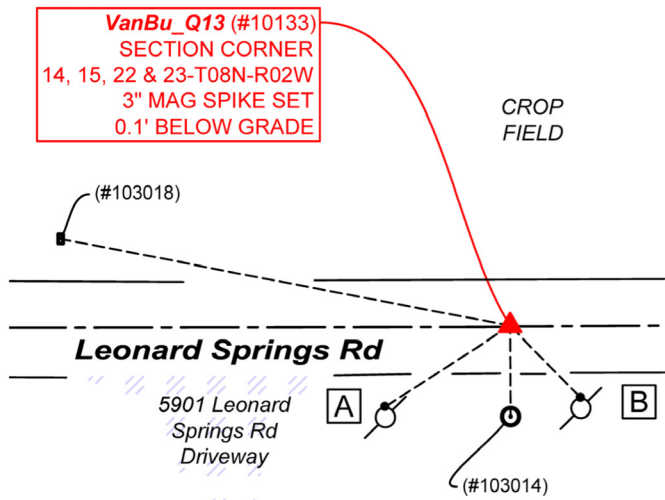 VanBu_Q13 (#10133)
SECTION CORNER
14, 15, 22 & 23-T08N-R02W
3" MAG SPIKE SET
0.1' BELOW GRADE
CROP
FIELD
(#103018)
Leonard Springs Rd
5901 Leonard
Springs Rd
Driveway
A
B
(#103014)